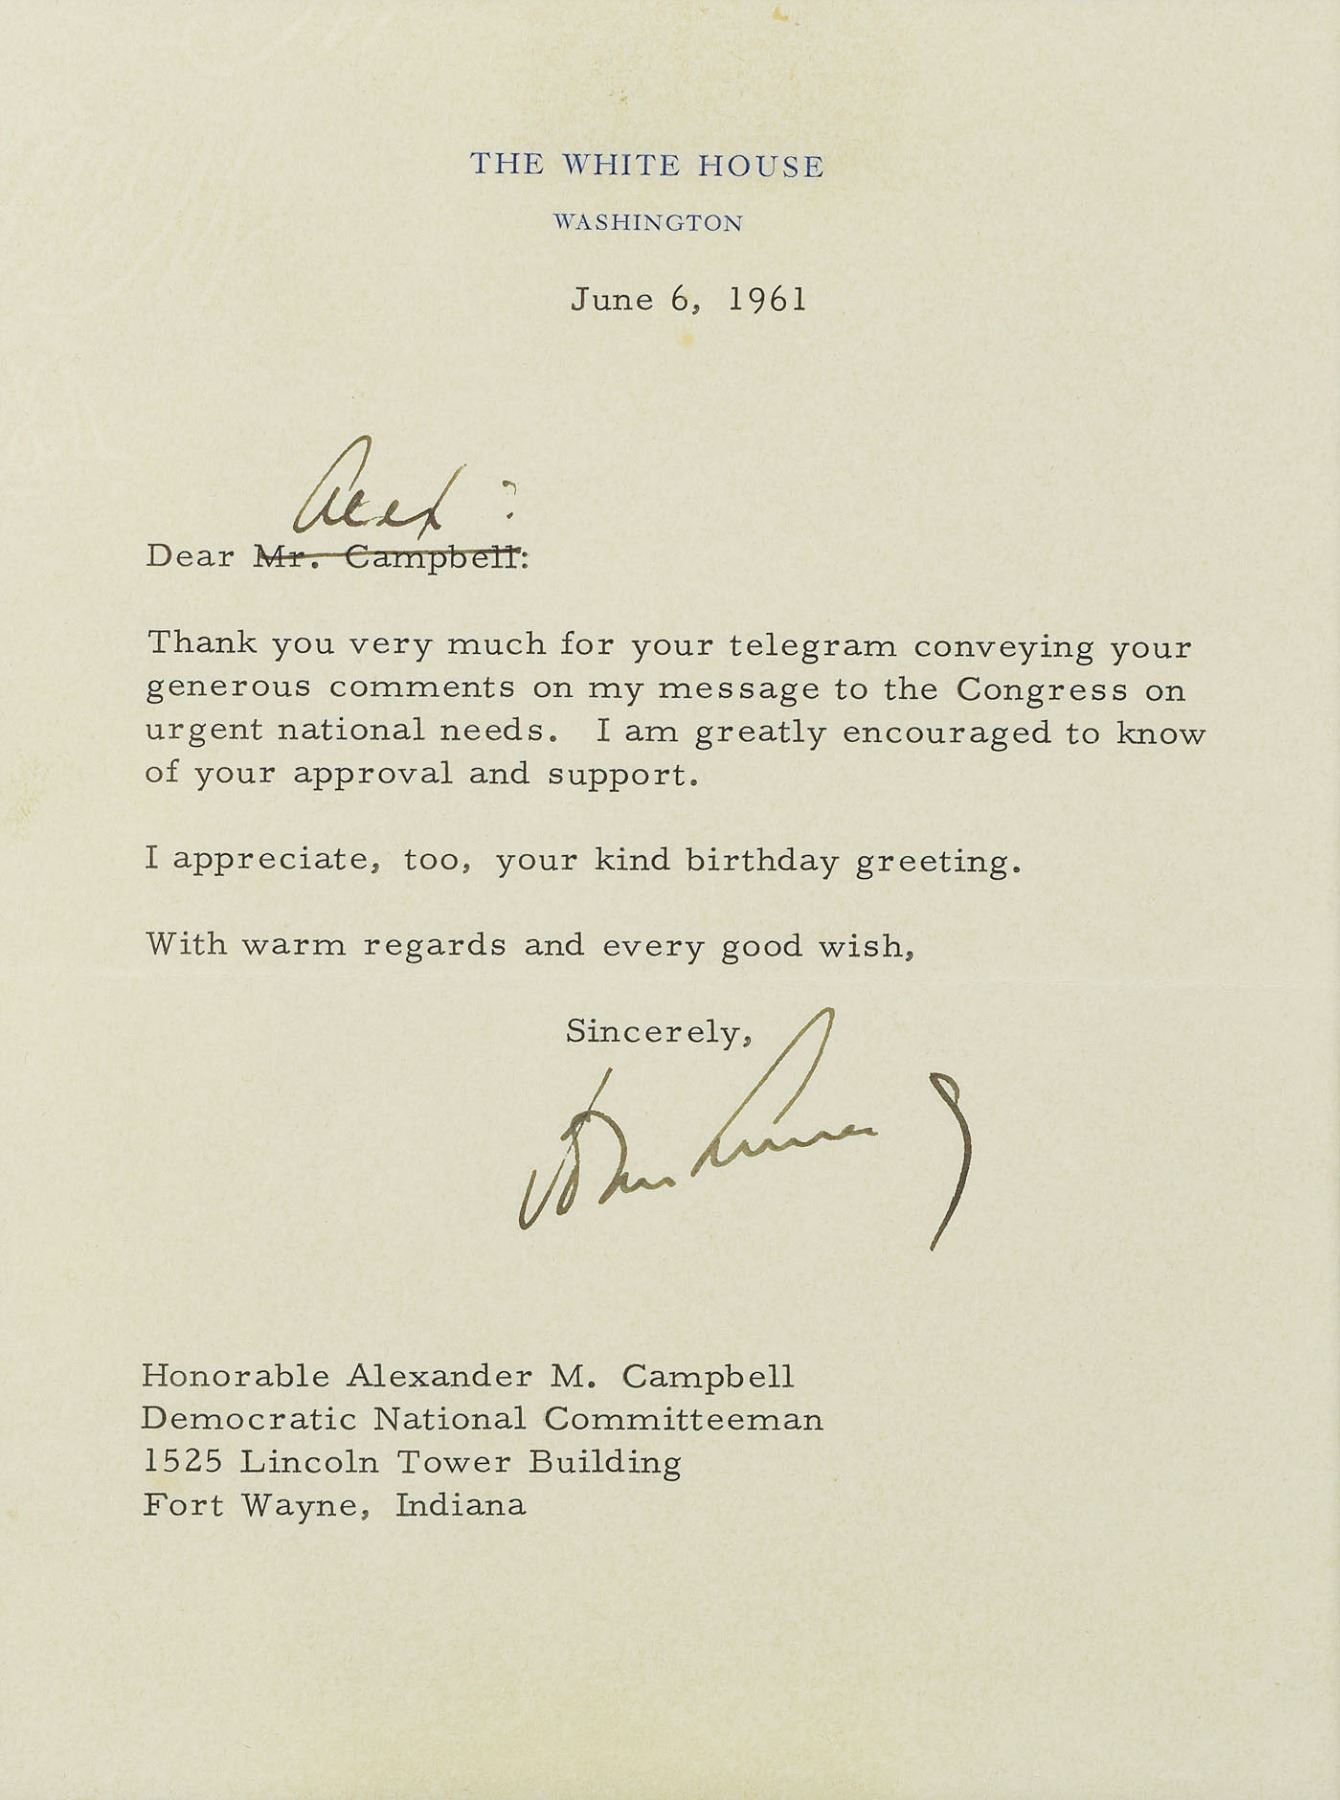 THE WHITE HOUSE
WASHINGTON
June 6, 1961
Alex :
Dear Mr. Campbell:
Thank you very much for your telegram conveying your
generous comments on my message to the Congress on
urgent national needs. I am greatly encouraged to know
of your approval and support.
I appreciate, too, your kind birthday greeting.
With warm regards and every good wish,
Sincerely,
John Kennedy
Honorable Alexander M. Campbell
Democratic National Committeeman
1525 Lincoln Tower Building
Fort Wayne, Indiana